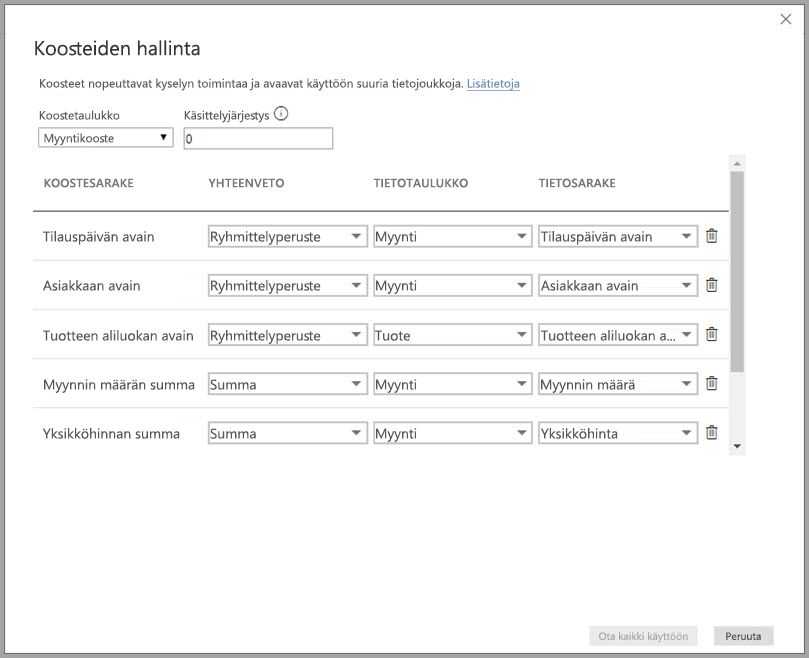 Koosteiden hallinta
Koosteet nopeuttavat kyselyn toimintaa ja avaavat käyttöön suuria tietojoukkoja. Lisätietoja
Koostetaulukko Käsittelyjärjestys
Myyntikooste 0
KOOSTESARAKE YHTEENVETO TIETOTAULUKKO TIETOSARAKE
Tilauspäivän avain Ryhmittelyperuste Myynti Tilauspäivän avain
Asiakkaan avain Ryhmittelyperuste Myynti Asiakkaan avain
Tuotteen aliluokan avain Ryhmittelyperuste Tuote Tuotteen aliluokan a...
Myynnin määrän summa Summa Myynti Myynnin määrä
Yksikköhinnan summa Summa Myynti Yksikköhinta
Ota kaikki käyttöön Peruuta